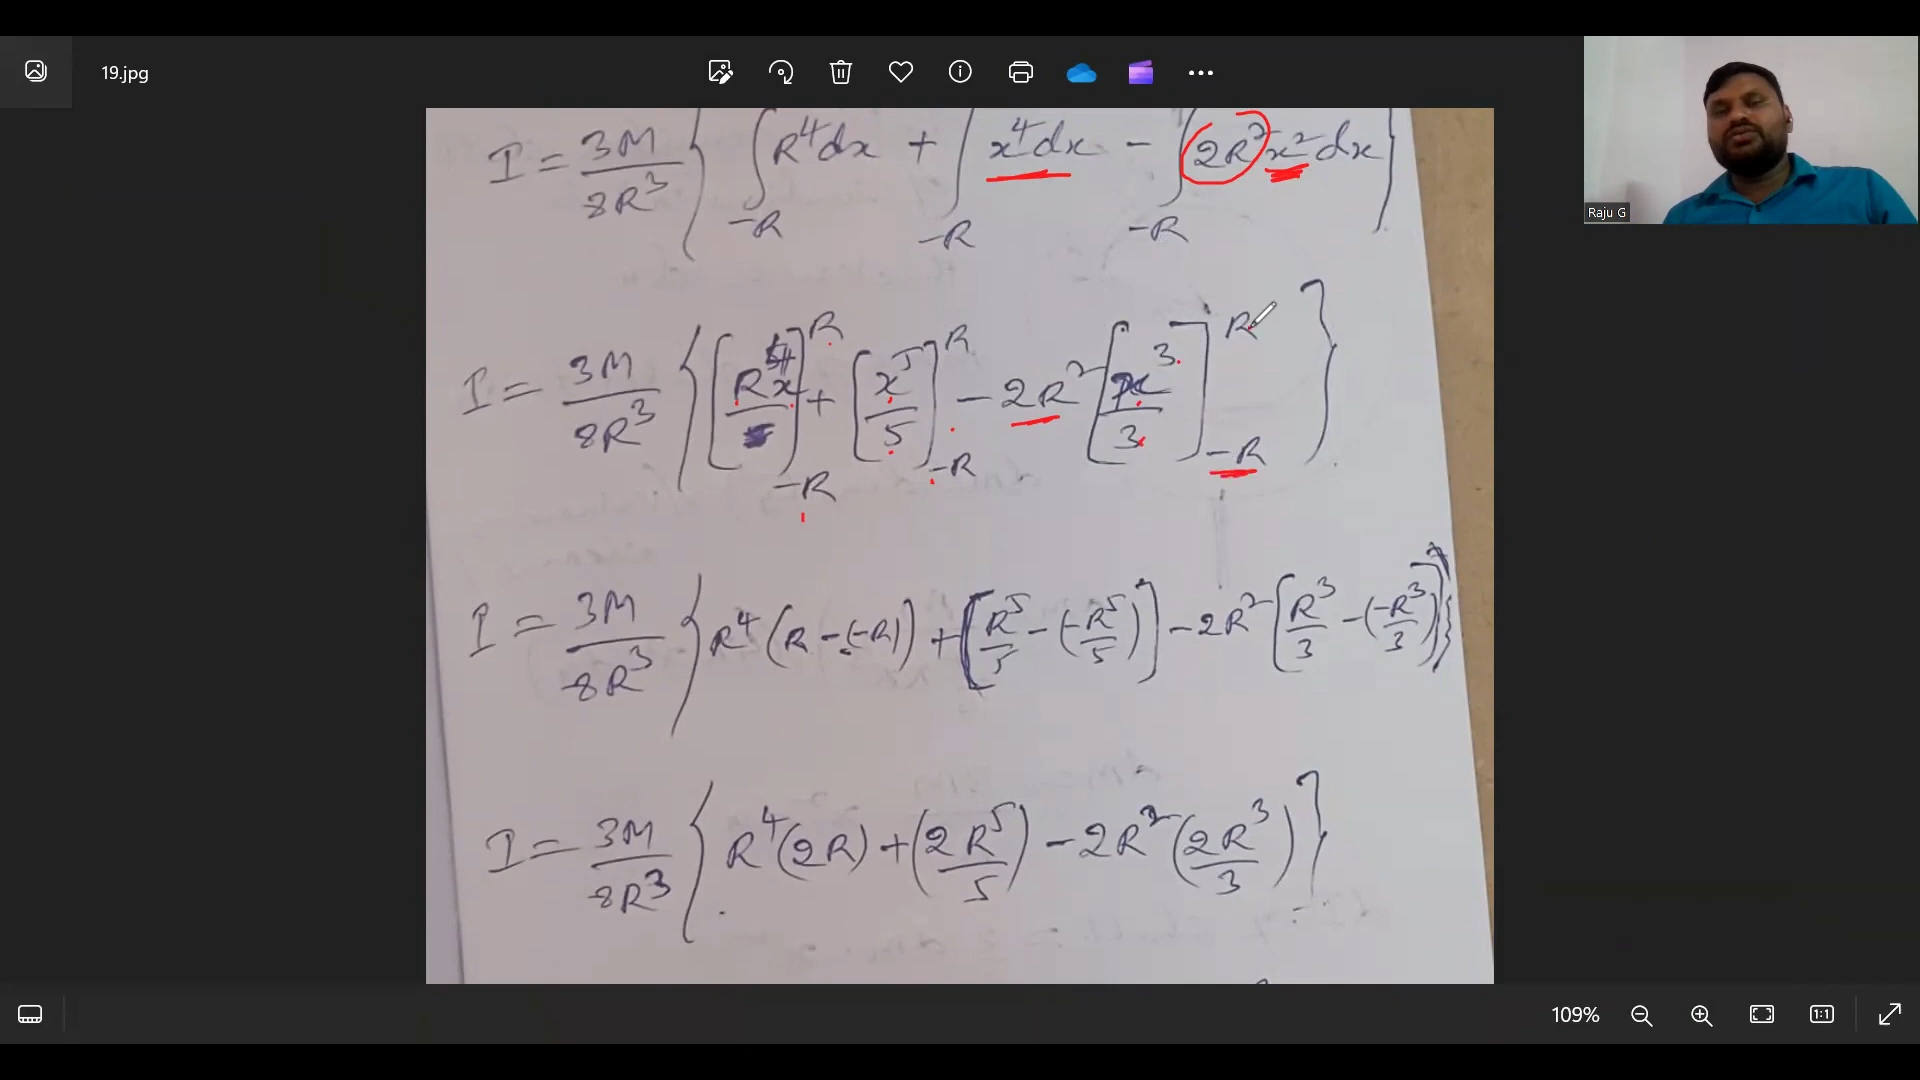 19.jpg
Raju G
I = 3M/8R³ { ∫_{-R} R⁴dx + ∫_{-R} x⁴dx - ∫_{-R} 2R²x²dx }
I = 3M/8R³ { [R⁴x]_{-R}^{R} + [x⁵/5]_{-R}^{R} - 2R² [x³/3]_{-R}^{R} }
I = 3M/8R³ { R⁴(R-(-R)) + [R⁵/5 - (-R⁵/5)] - 2R² [R³/3 - (-R³/3)] }
I = 3M/8R³ { R⁴(2R) + (2R⁵/5) - 2R² (2R³/3) }
109%
1:1